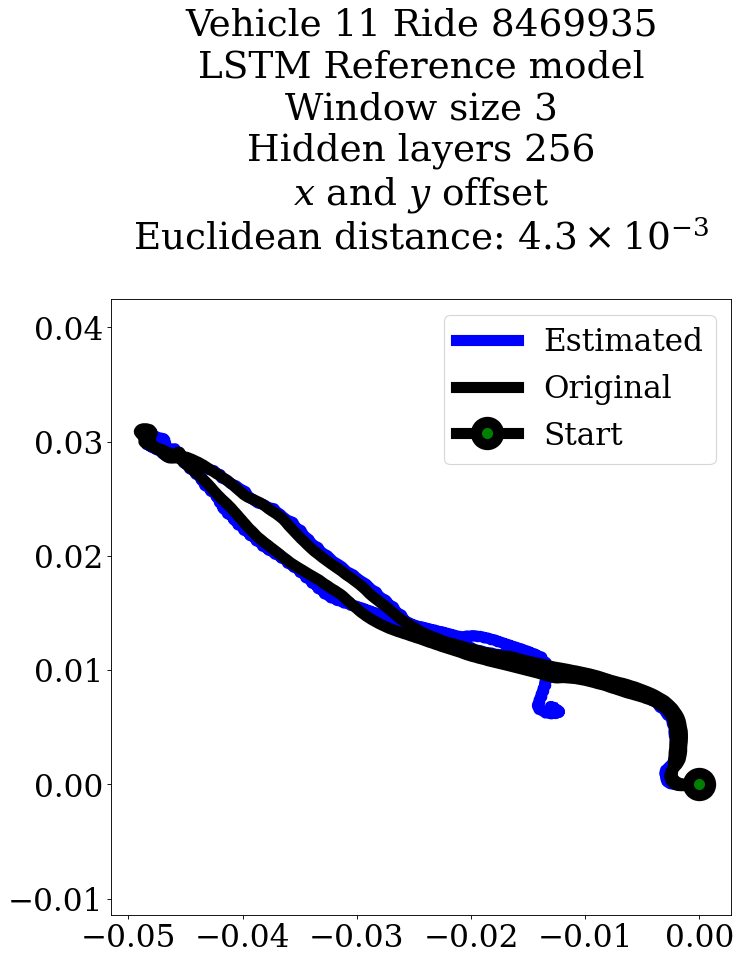 Vehicle 11 Ride 8469935
LSTM Reference model
Window size 3
Hidden layers 256
x and y offset
Euclidean distance: 4.3 × 10⁻³
Estimated
Original
Start
0.04
0.03
0.02
0.01
0.00
−0.01
−0.05 −0.04 −0.03 −0.02 −0.01 0.00